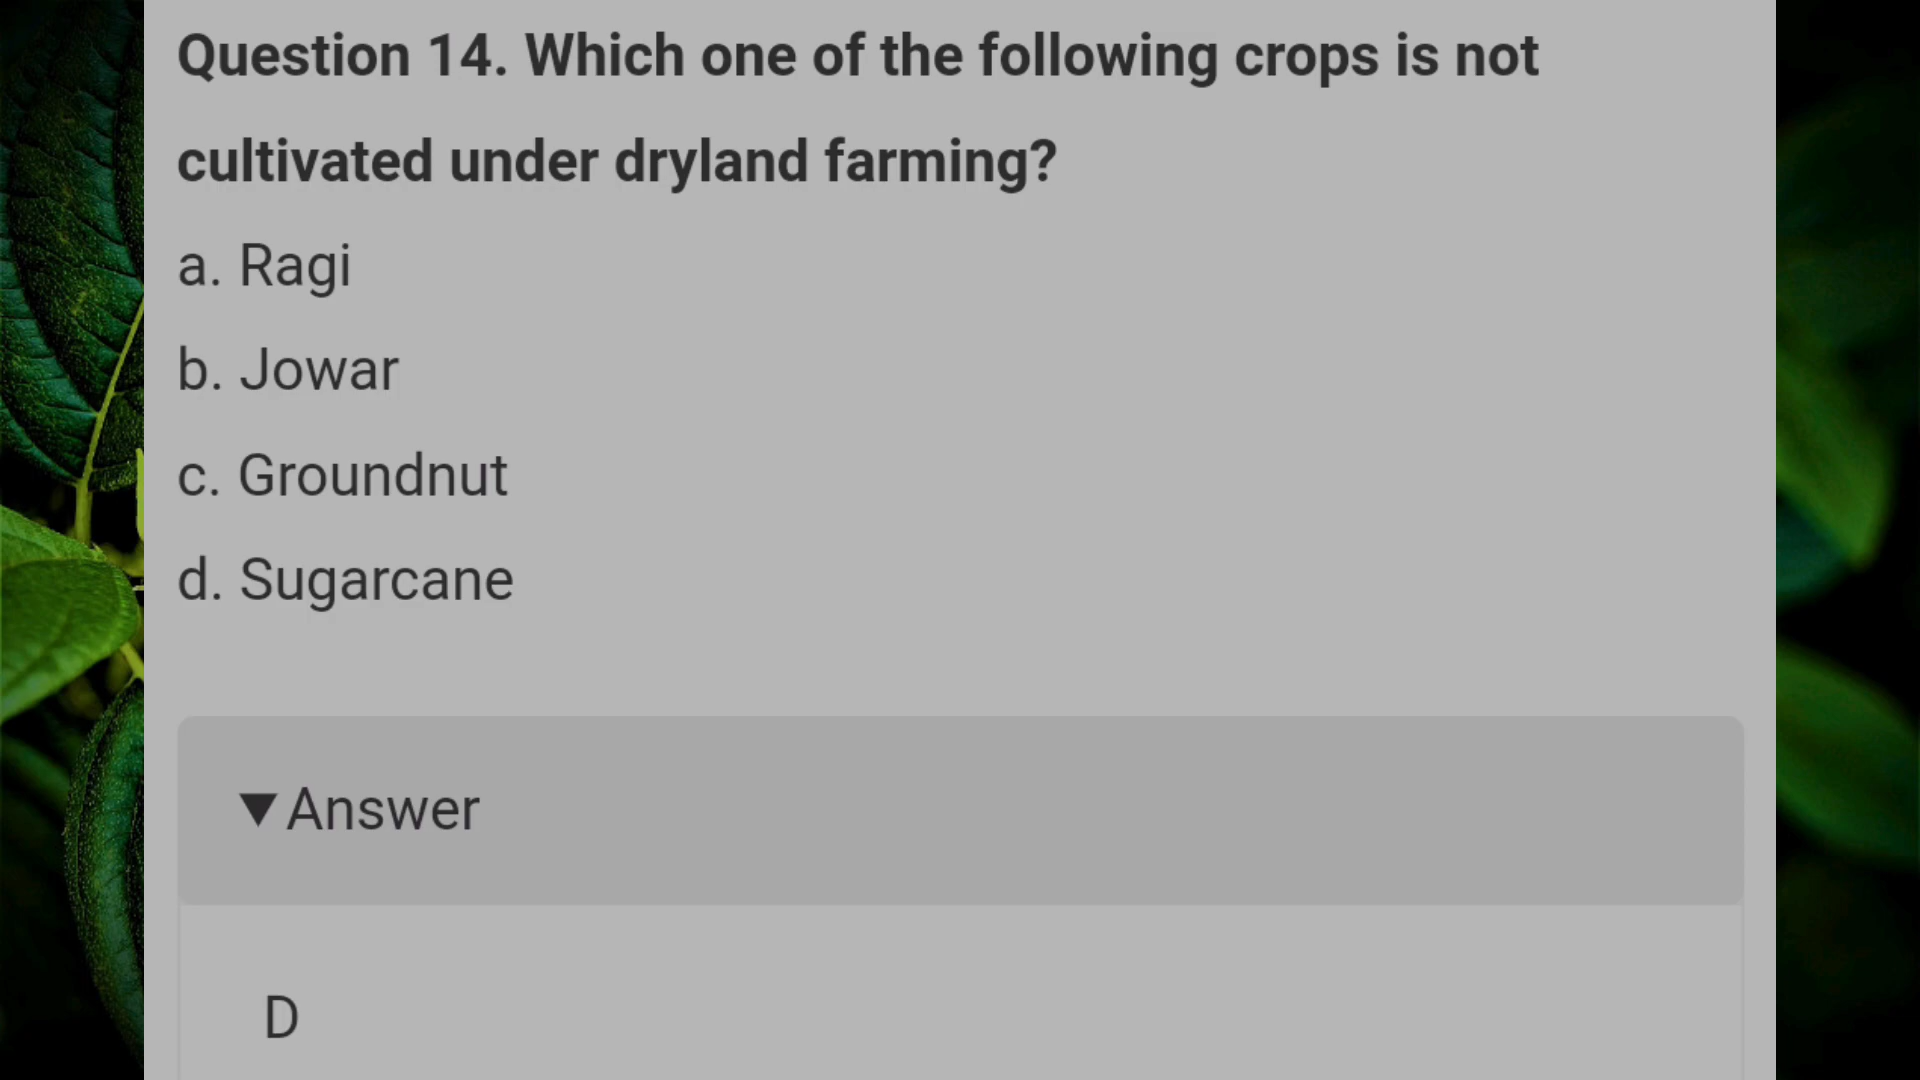 Question 14. Which one of the following crops is not
cultivated under dryland farming?
a. Ragi
b. Jowar
c. Groundnut
d. Sugarcane
▼ Answer
D